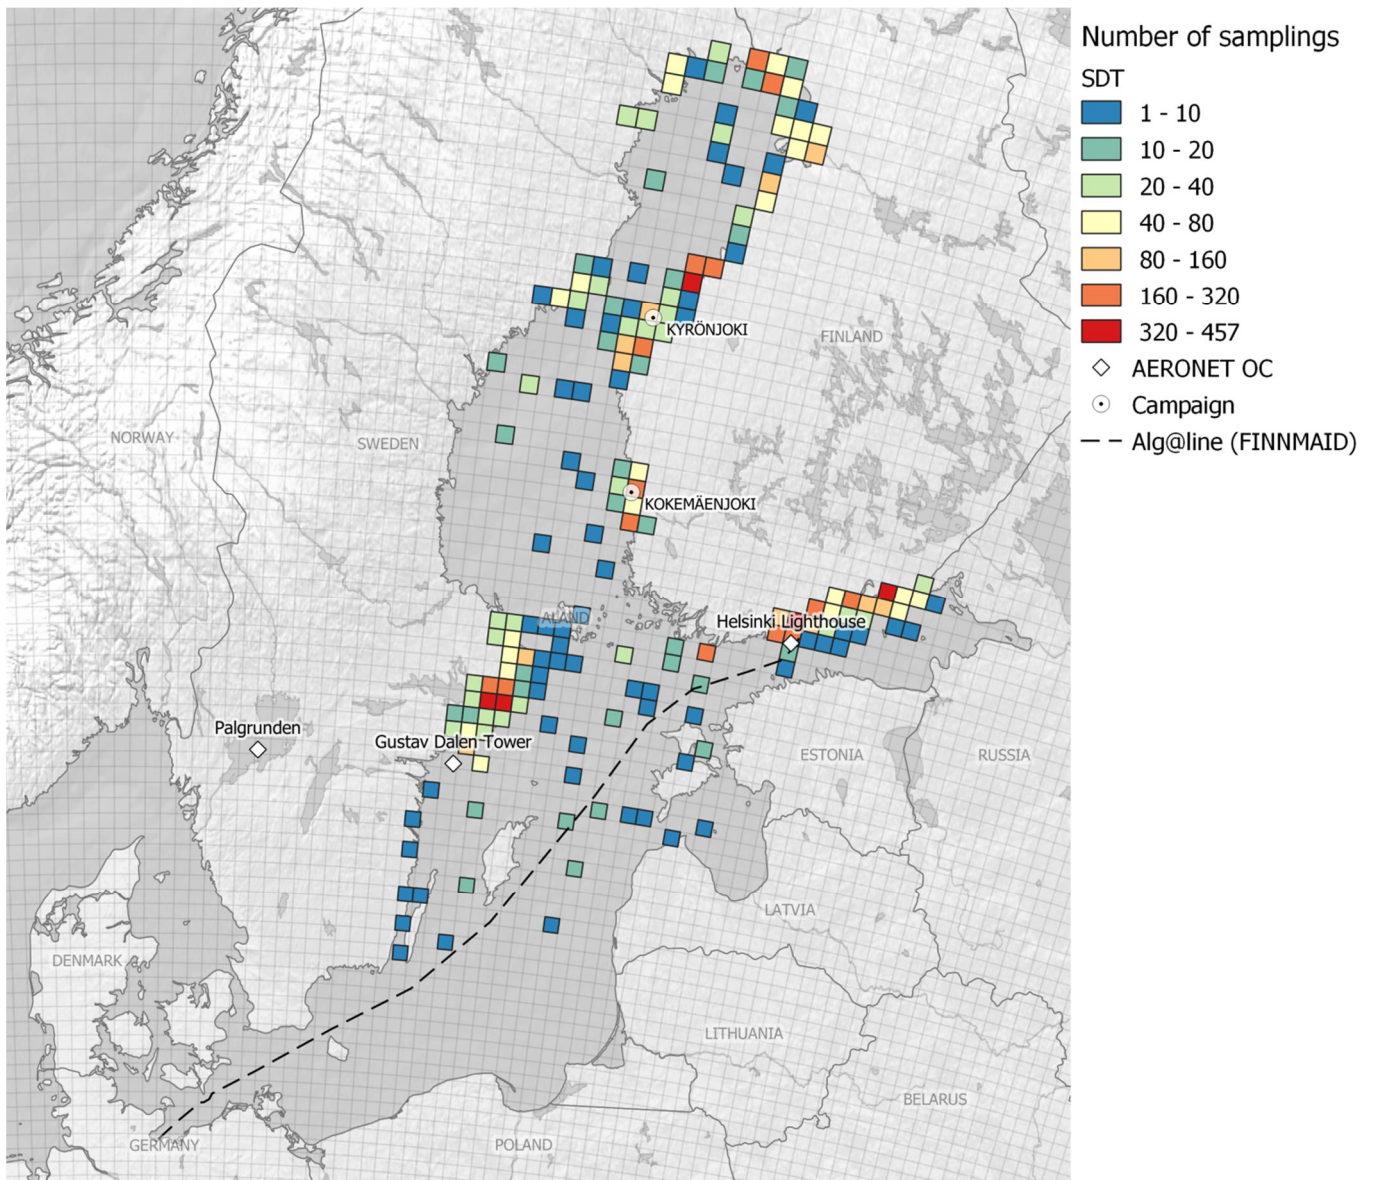 Number of samplings
SDT
1 - 10
10 - 20
20 - 40
40 - 80
80 - 160
160 - 320
320 - 457
AERONET OC
Campaign
Alg@line (FINNMAID)
KYRÖNJOKI
FINLAND
NORWAY
SWEDEN
KOKEMÄENJOKI
ÅLAND
Helsinki Lighthouse
Palgrunden
Gustav Dalen Tower
ESTONIA
RUSSIA
LATVIA
DENMARK
LITHUANIA
BELARUS
GERMANY
POLAND